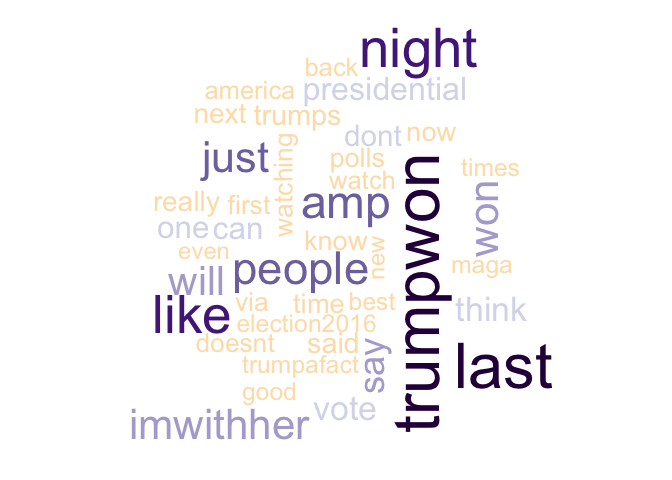 night
back
america
presidential
next
trumps
dont
now
just
watching
polls
times
watch
really
first
amp
trumpwon
won
one
can
know
even
people
new
maga
will
via
time
best
like
think
election2016
doesnt
said
say
trumpafact
last
good
vote
imwithher